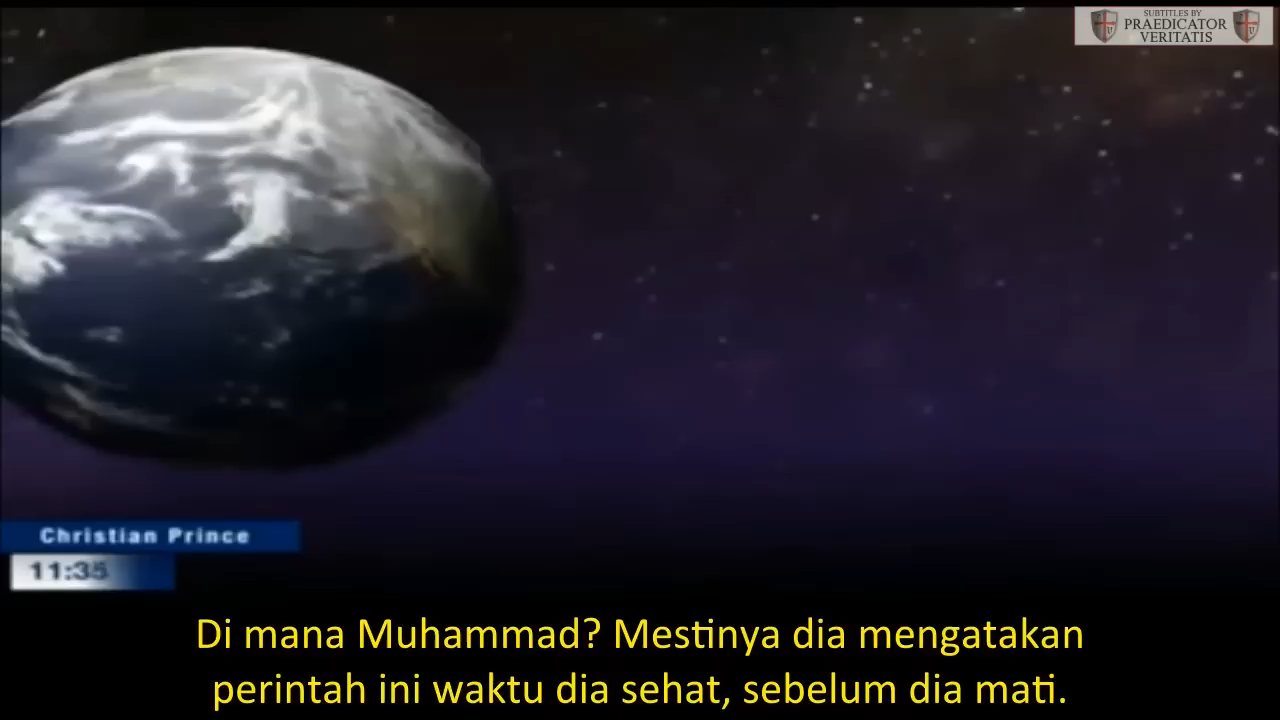 SUBTITLES BY
PRAEDICATOR
VERITATIS
Christian Prince
11:35
Di mana Muhammad? Mestinya dia mengatakan
perintah ini waktu dia sehat, sebelum dia mati.